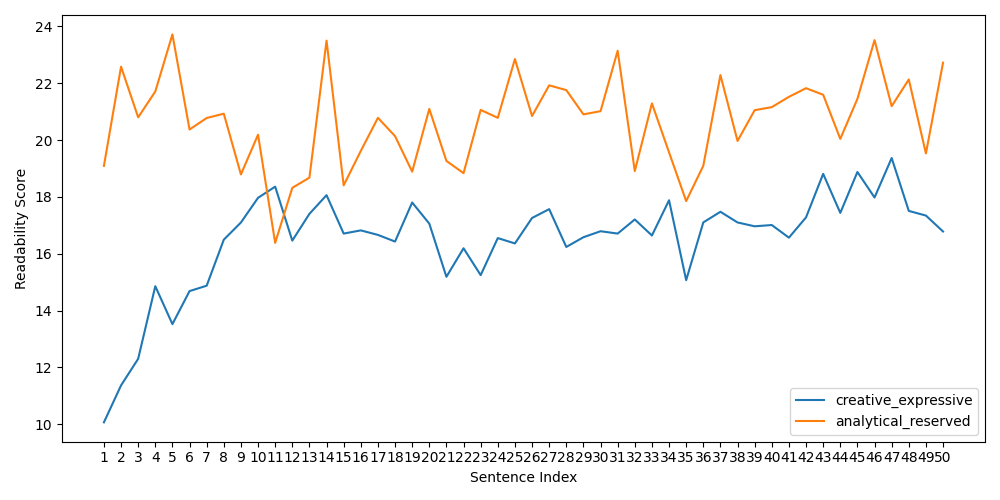 24
22
20
18
16
14
12
10
Readability Score
1 2 3 4 5 6 7 8 9 10 11 12 13 14 15 16 17 18 19 20 21 22 23 24 25 26 27 28 29 30 31 32 33 34 35 36 37 38 39 40 41 42 43 44 45 46 47 48 49 50
Sentence Index
creative_expressive
analytical_reserved